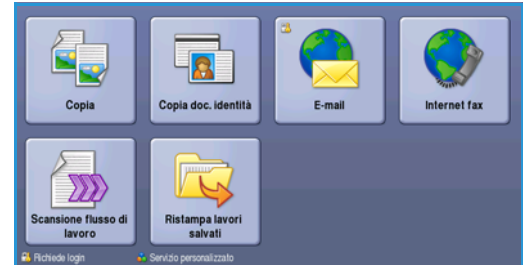 Copia
Copia doc. identità
E-mail
Internet fax
Scansione flusso di
lavoro
Ristampa lavori
salvati
Richiede login
Servizio personalizzato